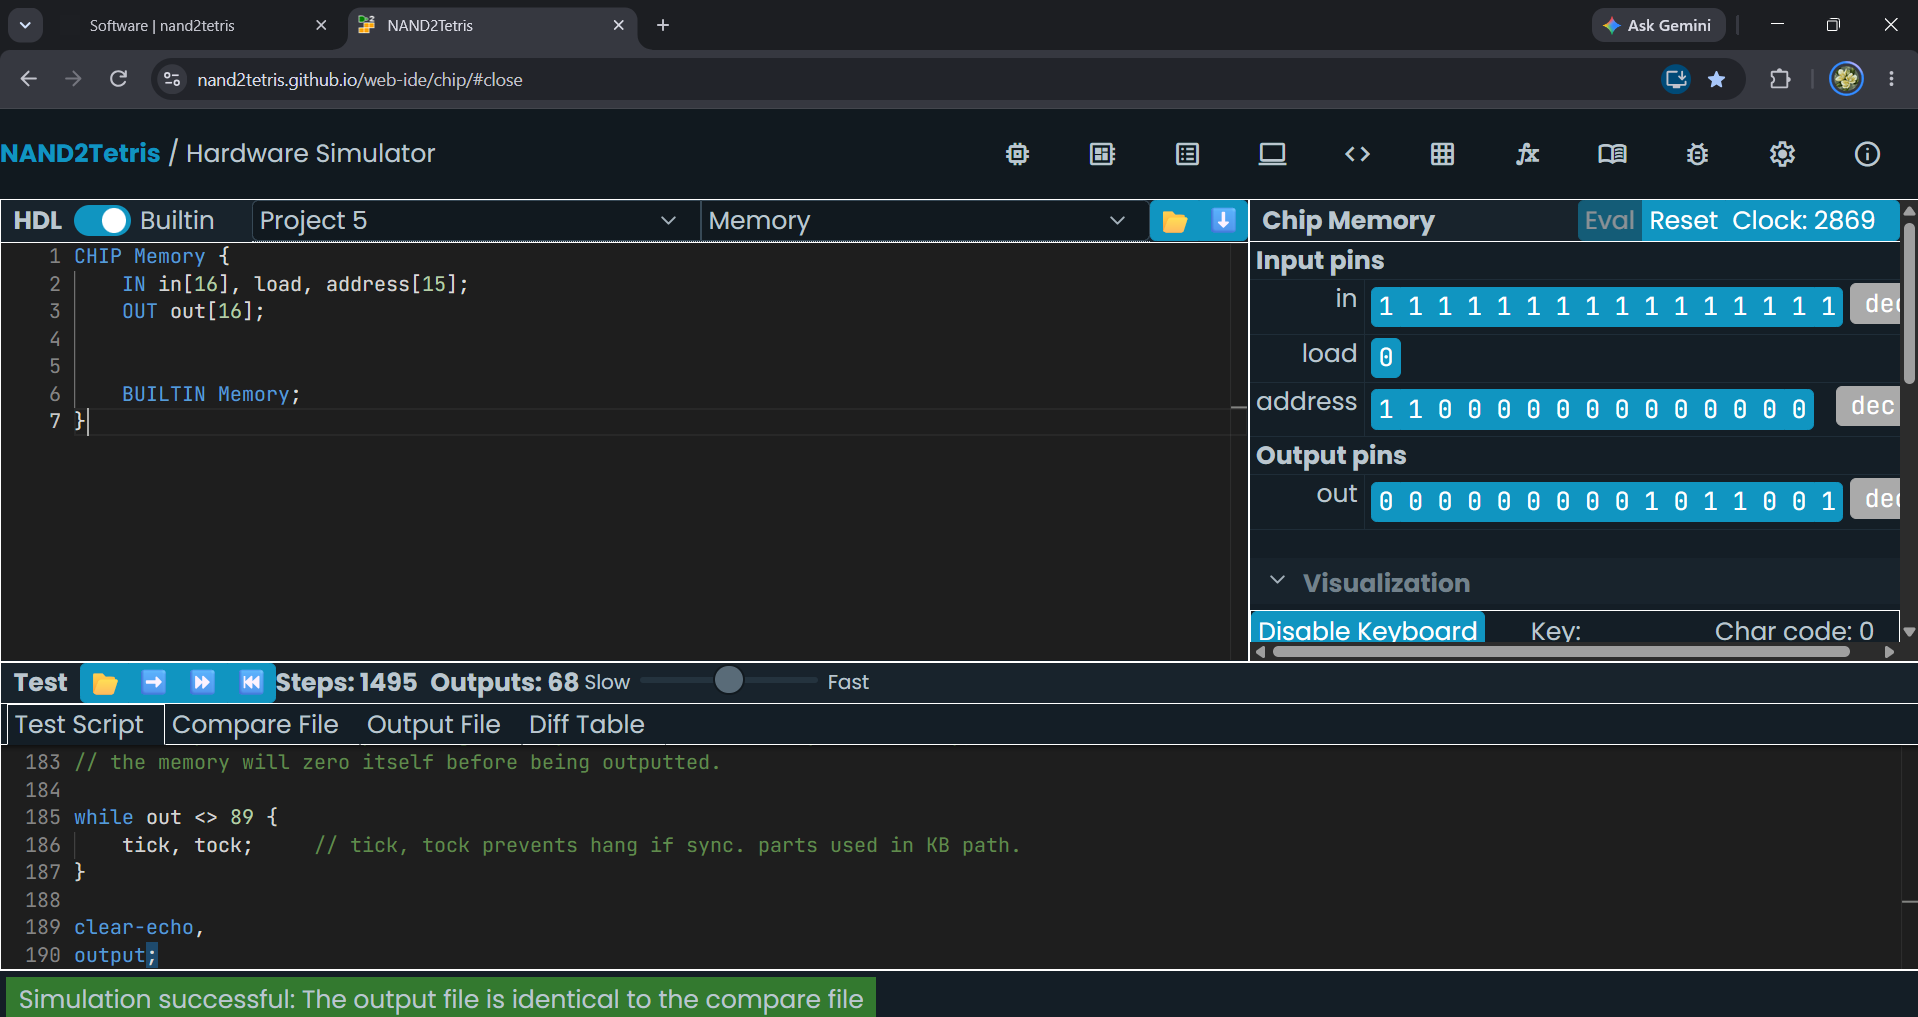 Software | nand2tetris
NAND2Tetris
Ask Gemini
nand2tetris.github.io/web-ide/chip/#close
NAND2Tetris / Hardware Simulator
HDL Builtin Project 5 Memory
1 CHIP Memory {
2 IN in[16], load, address[15];
3 OUT out[16];
4
5
6 BUILTIN Memory;
7 }
Chip Memory Eval Reset Clock: 2869
Input pins
in 1 1 1 1 1 1 1 1 1 1 1 1 1 1 1 1 dec
load 0
address 1 1 0 0 0 0 0 0 0 0 0 0 0 0 0 dec
Output pins
out 0 0 0 0 0 0 0 0 0 1 0 1 1 0 0 1 dec
Visualization
Disable Keyboard Key: Char code: 0
Test Steps: 1495 Outputs: 68 Slow Fast
Test Script Compare File Output File Diff Table
183 // the memory will zero itself before being outputted.
184
185 while out <> 89 {
186 tick, tock; // tick, tock prevents hang if sync. parts used in KB path.
187 }
188
189 clear-echo,
190 output;
Simulation successful: The output file is identical to the compare file